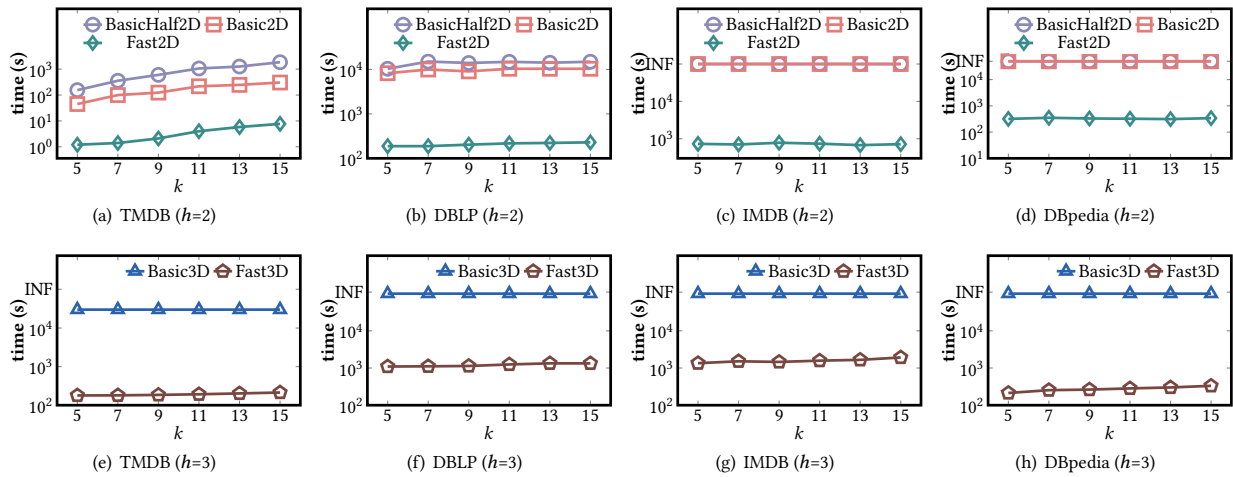 BasicHalf2D Basic2D
Fast2D
time (s)
10^3
10^2
10^1
10^0
5 7 9 11 13 15
k
(a) TMDB (h=2)
BasicHalf2D Basic2D
Fast2D
time (s)
10^4
10^3
10^2
5 7 9 11 13 15
k
(b) DBLP (h=2)
BasicHalf2D Basic2D
Fast2D
time (s)
INF
10^4
10^3
5 7 9 11 13 15
k
(c) IMDB (h=2)
BasicHalf2D Basic2D
Fast2D
time (s)
INF
10^4
10^3
10^2
10^1
5 7 9 11 13 15
k
(d) DBpedia (h=2)
Basic3D Fast3D
time (s)
INF
10^4
10^3
10^2
5 7 9 11 13 15
k
(e) TMDB (h=3)
Basic3D Fast3D
time (s)
INF
10^4
10^3
10^2
5 7 9 11 13 15
k
(f) DBLP (h=3)
Basic3D Fast3D
time (s)
INF
10^4
10^3
10^2
5 7 9 11 13 15
k
(g) IMDB (h=3)
Basic3D Fast3D
time (s)
INF
10^4
10^3
10^2
5 7 9 11 13 15
k
(h) DBpedia (h=3)